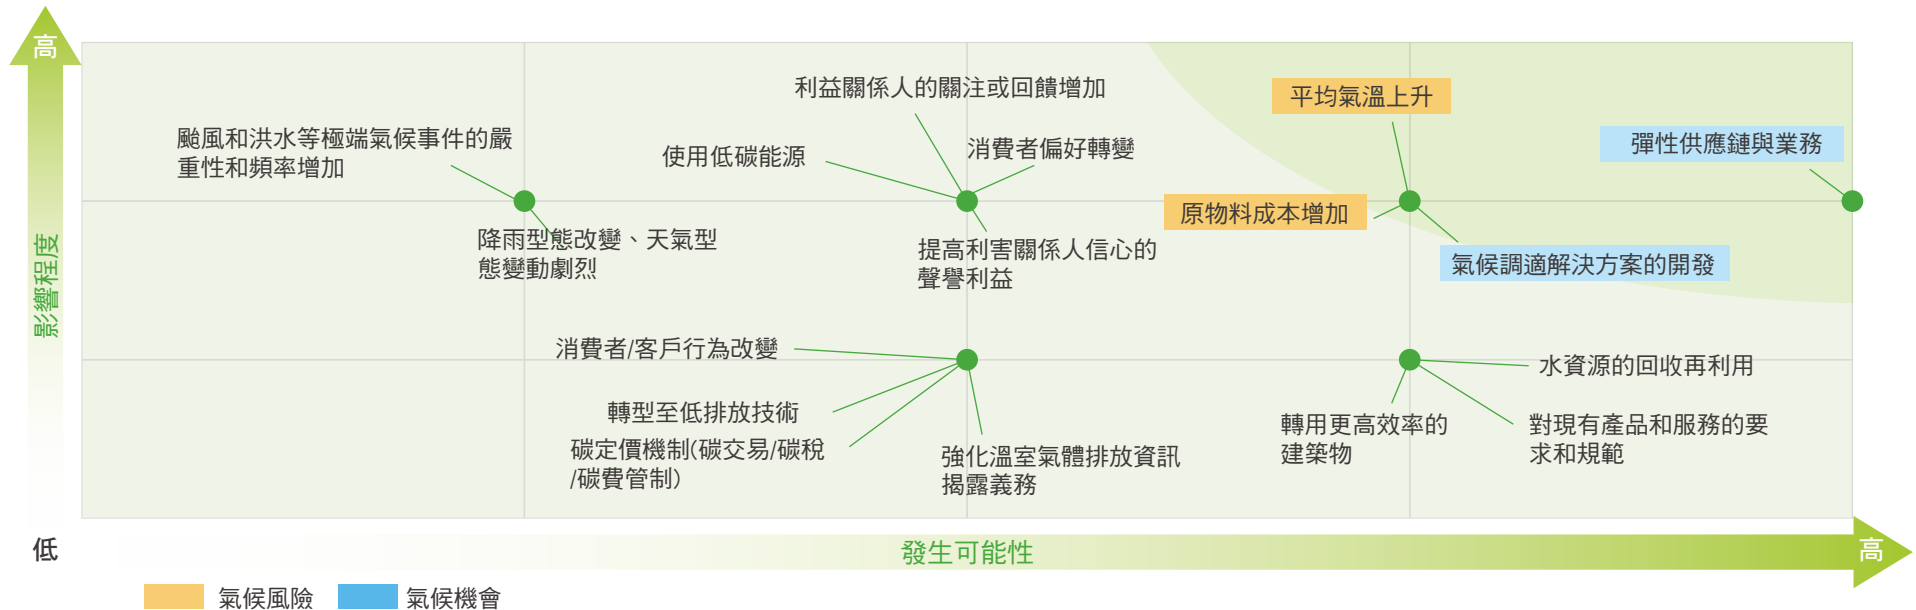 高
利益關係人的關注或回饋增加
平均氣溫上升
颱風和洪水等極端氣候事件的嚴
重性和頻率增加
使用低碳能源
消費者偏好轉變
彈性供應鏈與業務
原物料成本增加
降雨型態改變、天氣型
態變動劇烈
提高利害關係人信心的
聲譽利益
氣候調適解決方案的開發
影響程度
消費者/客戶行為改變
水資源的回收再利用
轉型至低排放技術
碳定價機制(碳交易/碳稅
/碳費管制)
強化溫室氣體排放資訊
揭露義務
轉用更高效率的
建築物
對現有產品和服務的要
求和規範
低
發生可能性
高
氣候風險
氣候機會